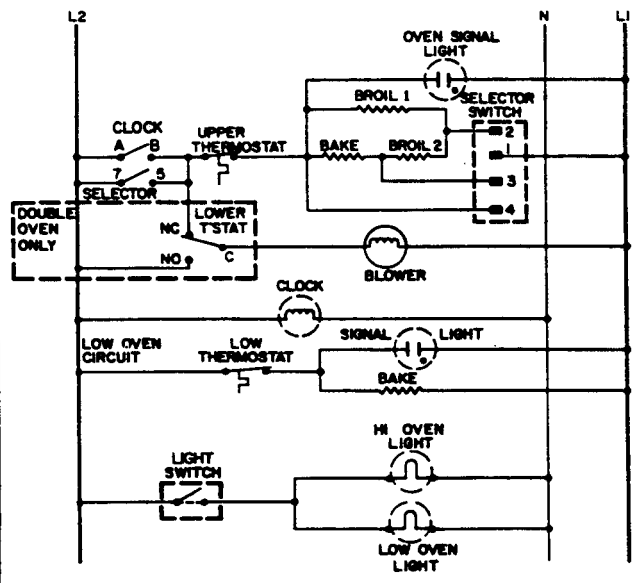 L2
N
L1
OVEN SIGNAL
LIGHT
BROIL 1
SELECTOR
SWITCH
CLOCK
A B
UPPER
THERMOSTAT
BAKE
BROIL 2
2
1
3
4
7 5
SELECTOR
DOUBLE
OVEN
ONLY
LOWER
T'STAT
NC
C
NO
BLOWER
CLOCK
LOW OVEN
CIRCUIT
LOW
THERMOSTAT
SIGNAL LIGHT
BAKE
HI OVEN
LIGHT
LIGHT
SWITCH
LOW OVEN
LIGHT